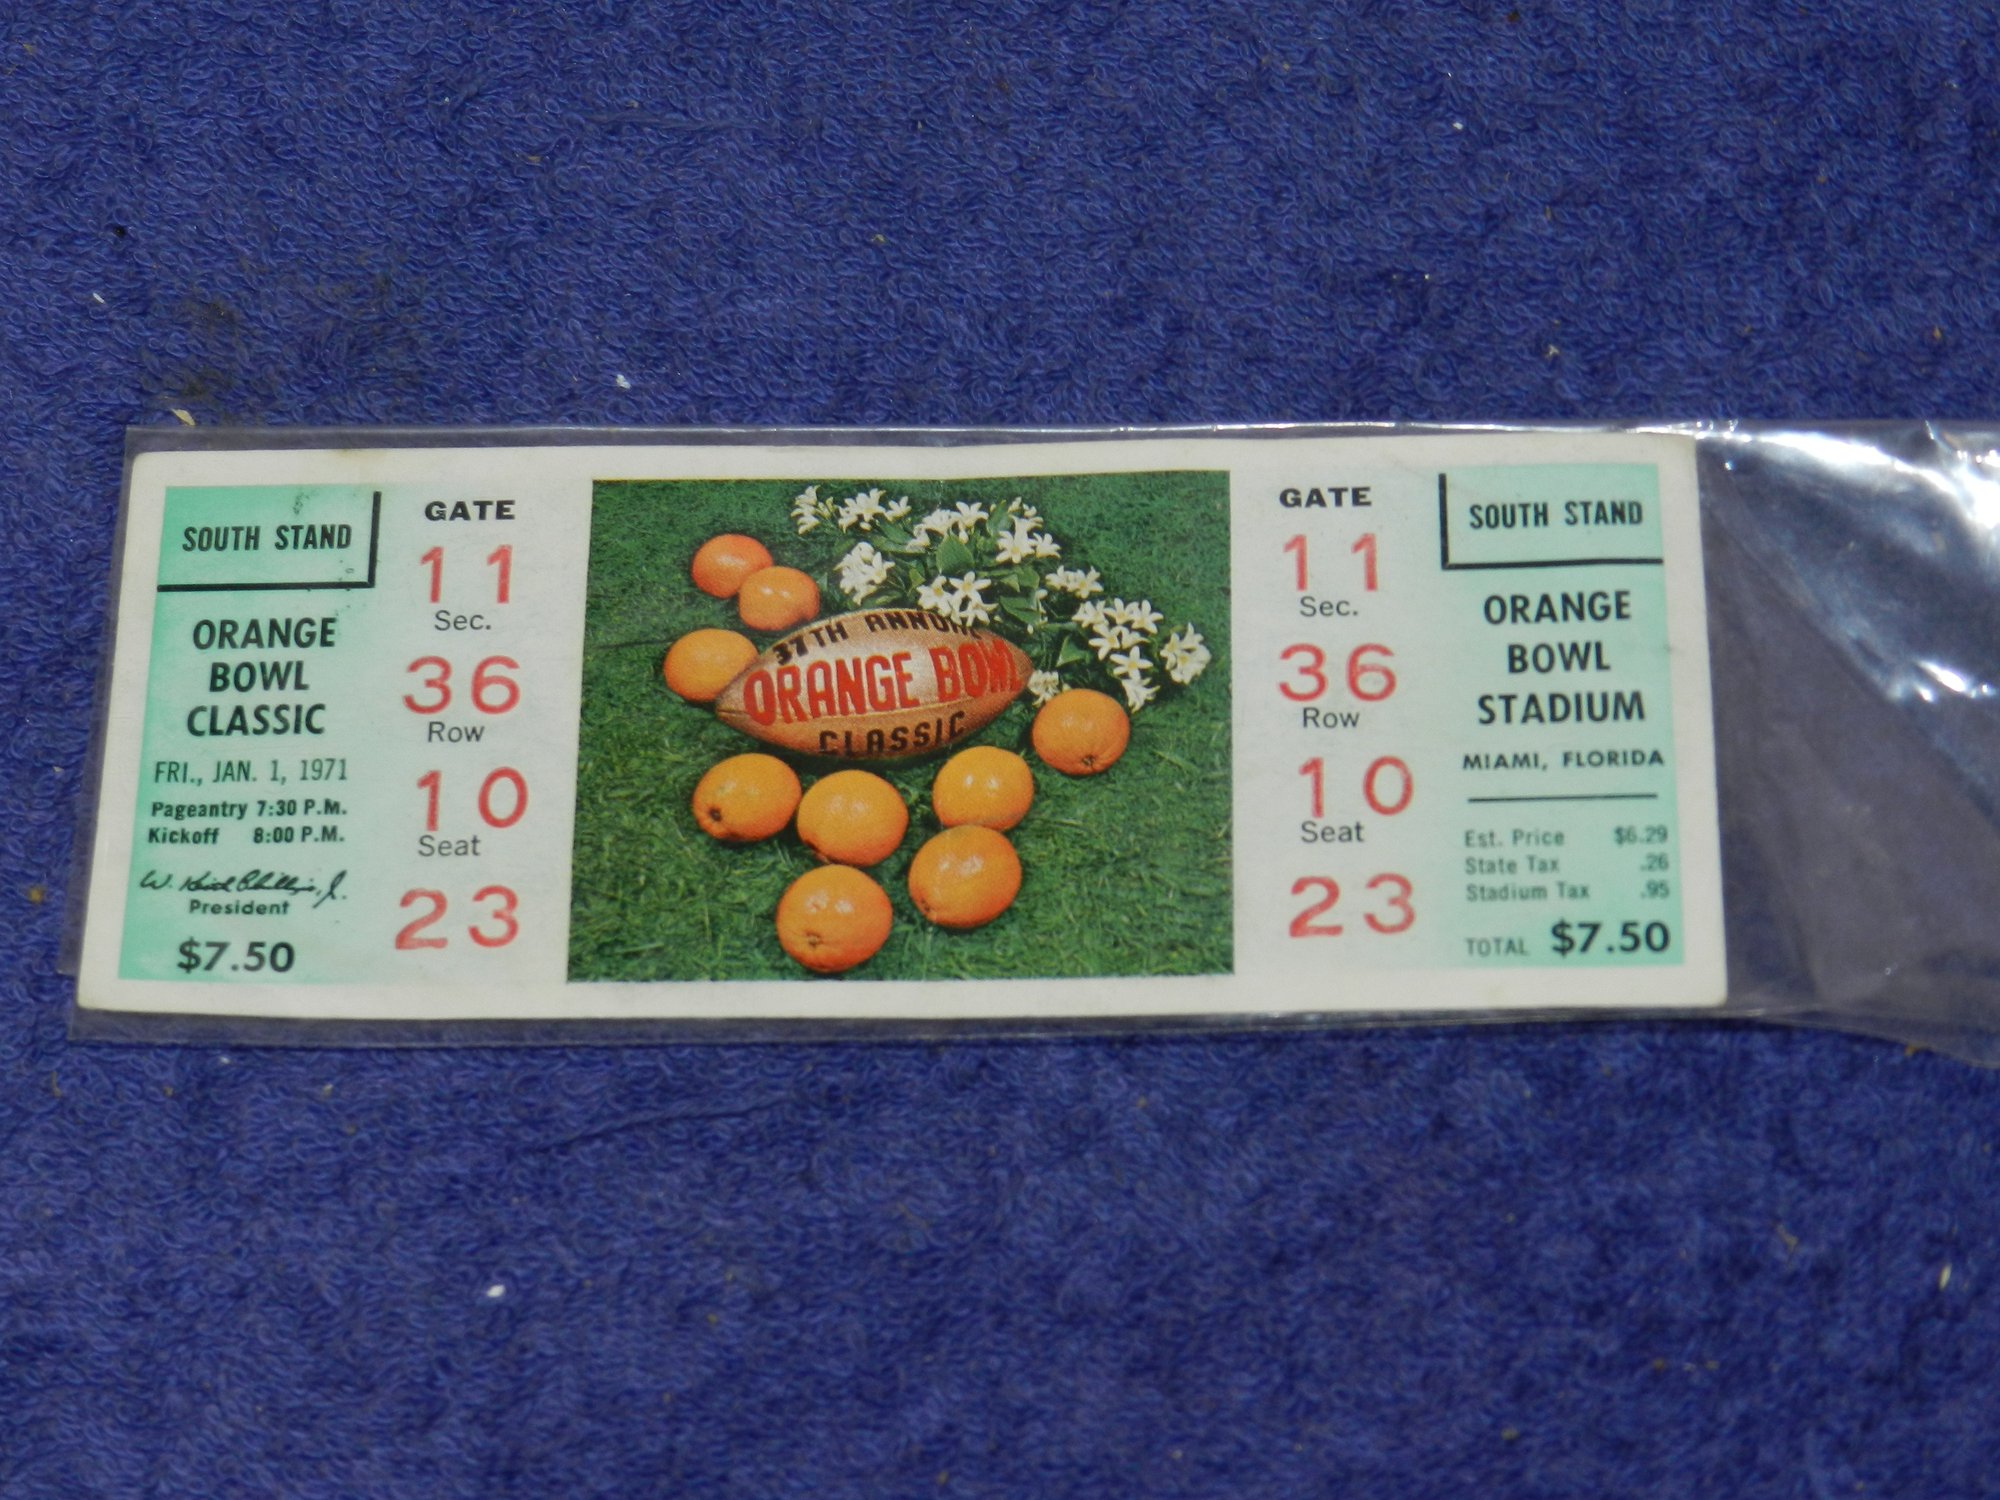 SOUTH STAND
ORANGE
BOWL
CLASSIC
FRI., JAN. 1, 1971
Pageantry 7:30 P.M.
Kickoff 8:00 P.M.
President
$7.50
GATE
11
Sec.
36
Row
10
Seat
23
37TH ANNUAL
ORANGE BOWL
CLASSIC
GATE
11
Sec.
36
Row
10
Seat
23
SOUTH STAND
ORANGE
BOWL
STADIUM
MIAMI, FLORIDA
Est. Price $6.29
State Tax .26
Stadium Tax .95
TOTAL $7.50